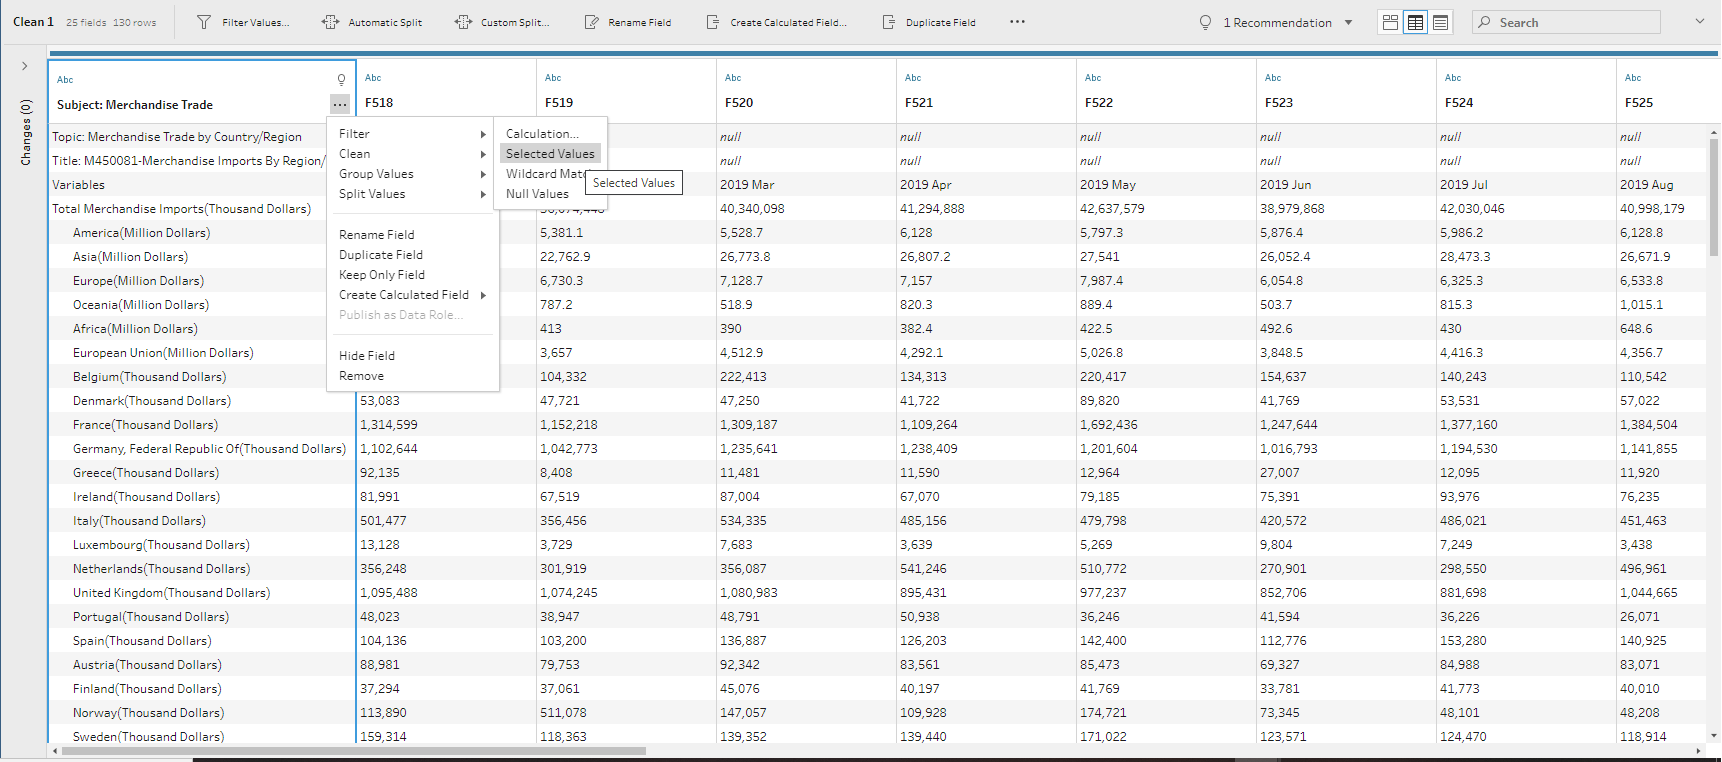 Clean 1 25 fields 130 rows Filter Values... Automatic Split Custom Split... Rename Field Create Calculated Field... Duplicate Field ... 1 Recommendation Search
Changes (0)
Abc Abc Abc Abc Abc Abc Abc Abc
Subject: Merchandise Trade ... F518 F519 F520 F521 F522 F523 F524 F525
Filter
Clean
Group Values
Split Values
Rename Field
Duplicate Field
Keep Only Field
Create Calculated Field
Publish as Data Role...
Hide Field
Remove
Calculation...
Selected Values
Wildcard Matc
Null Values
Selected Values
Topic: Merchandise Trade by Country/Region null null null null null null
Title: M450081-Merchandise Imports By Region/ null null null null null null
Variables 2019 Mar 2019 Apr 2019 May 2019 Jun 2019 Jul 2019 Aug
Total Merchandise Imports(Thousand Dollars) 40,340,098 41,294,888 42,637,579 38,979,868 42,030,046 40,998,179
America(Million Dollars) 5,381.1 5,528.7 6,128 5,797.3 5,876.4 5,986.2 6,128.8
Asia(Million Dollars) 22,762.9 26,773.8 26,807.2 27,541 26,052.4 28,473.3 26,671.9
Europe(Million Dollars) 6,730.3 7,128.7 7,157 7,987.4 6,054.8 6,325.3 6,533.8
Oceania(Million Dollars) 787.2 518.9 820.3 889.4 503.7 815.3 1,015.1
Africa(Million Dollars) 413 390 382.4 422.5 492.6 430 648.6
European Union(Million Dollars) 3,657 4,512.9 4,292.1 5,026.8 3,848.5 4,416.3 4,356.7
Belgium(Thousand Dollars) 104,332 222,413 134,313 220,417 154,637 140,243 110,542
Denmark(Thousand Dollars) 53,083 47,721 47,250 41,722 89,820 41,769 53,531 57,022
France(Thousand Dollars) 1,314,599 1,152,218 1,309,187 1,109,264 1,692,436 1,247,644 1,377,160 1,384,504
Germany, Federal Republic Of(Thousand Dollars) 1,102,644 1,042,773 1,235,641 1,238,409 1,201,604 1,016,793 1,194,530 1,141,855
Greece(Thousand Dollars) 92,135 8,408 11,481 11,590 12,964 27,007 12,095 11,920
Ireland(Thousand Dollars) 81,991 67,519 87,004 67,070 79,185 75,391 93,976 76,235
Italy(Thousand Dollars) 501,477 356,456 534,335 485,156 479,798 420,572 486,021 451,463
Luxembourg(Thousand Dollars) 13,128 3,729 7,683 3,639 5,269 9,804 7,249 3,438
Netherlands(Thousand Dollars) 356,248 301,919 356,087 541,246 510,772 270,901 298,550 496,961
United Kingdom(Thousand Dollars) 1,095,488 1,074,245 1,080,983 895,431 977,237 852,706 881,698 1,044,665
Portugal(Thousand Dollars) 48,023 38,947 48,791 50,938 36,246 41,594 36,226 26,071
Spain(Thousand Dollars) 104,136 103,200 136,887 126,203 142,400 112,776 153,280 140,925
Austria(Thousand Dollars) 88,981 79,753 92,342 83,561 85,473 69,327 84,988 83,071
Finland(Thousand Dollars) 37,294 37,061 45,076 40,197 41,769 33,781 41,773 40,010
Norway(Thousand Dollars) 113,890 511,078 147,057 109,928 174,721 73,345 48,101 48,208
Sweden(Thousand Dollars) 159,314 118,363 139,352 139,440 171,022 123,571 124,470 118,914